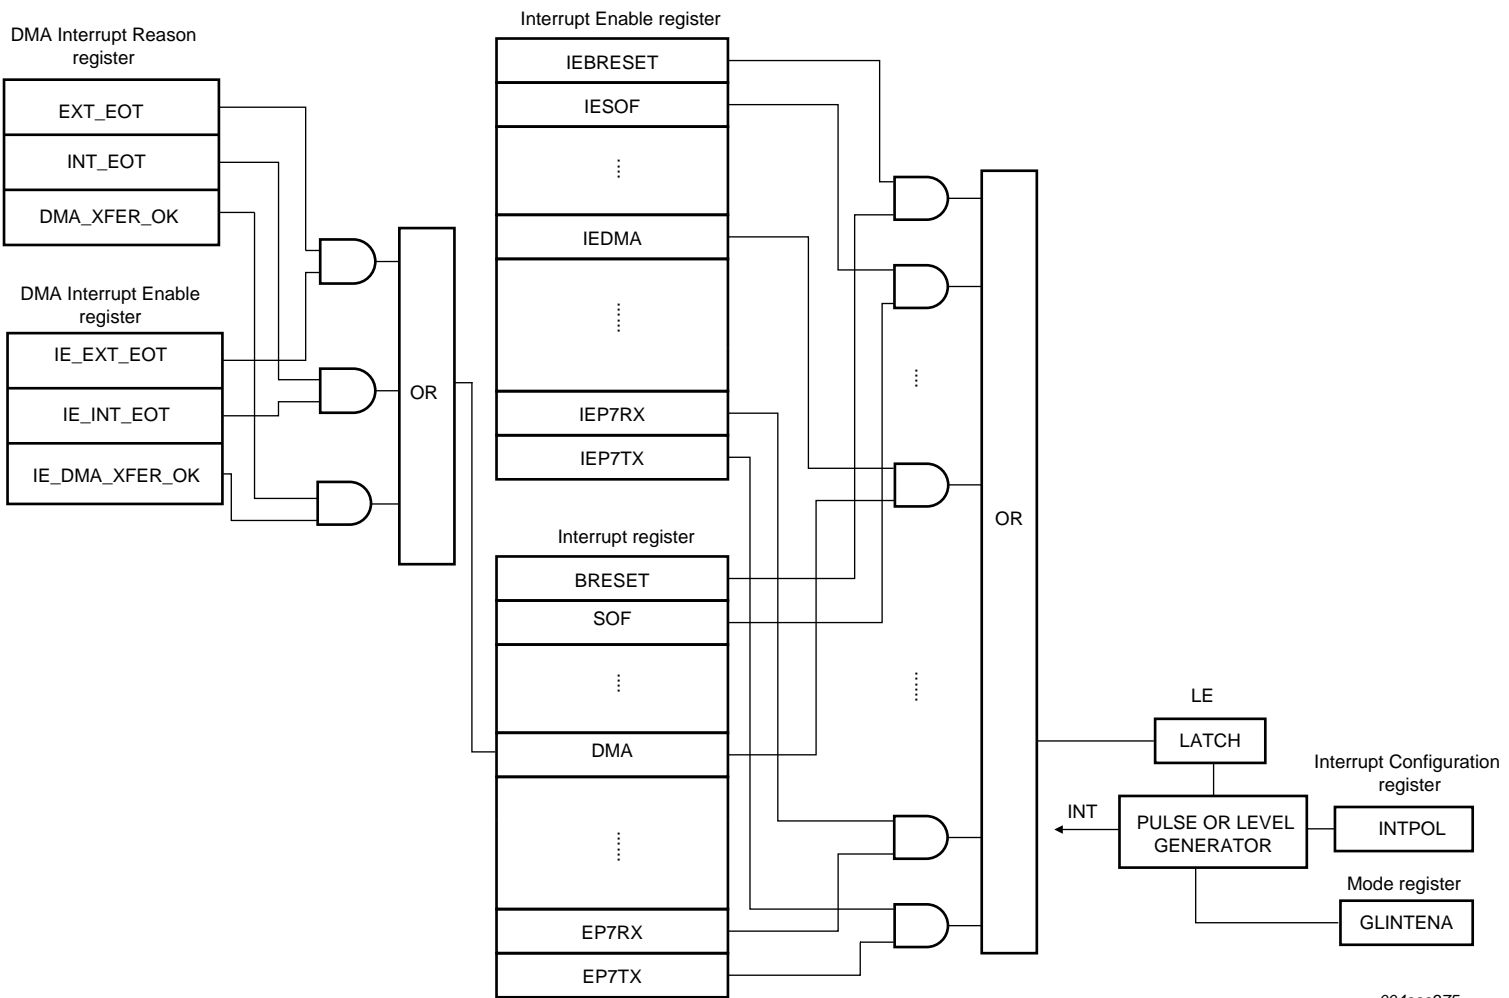 DMA Interrupt Reason
register
EXT_EOT
INT_EOT
DMA_XFER_OK
DMA Interrupt Enable
register
IE_EXT_EOT
IE_INT_EOT
IE_DMA_XFER_OK
OR
Interrupt Enable register
IEBRESET
IESOF
IEDMA
IEP7RX
IEP7TX
Interrupt register
BRESET
SOF
DMA
EP7RX
EP7TX
OR
LE
LATCH
INT
PULSE OR LEVEL
GENERATOR
Interrupt Configuration
register
INTPOL
Mode register
GLINTENA